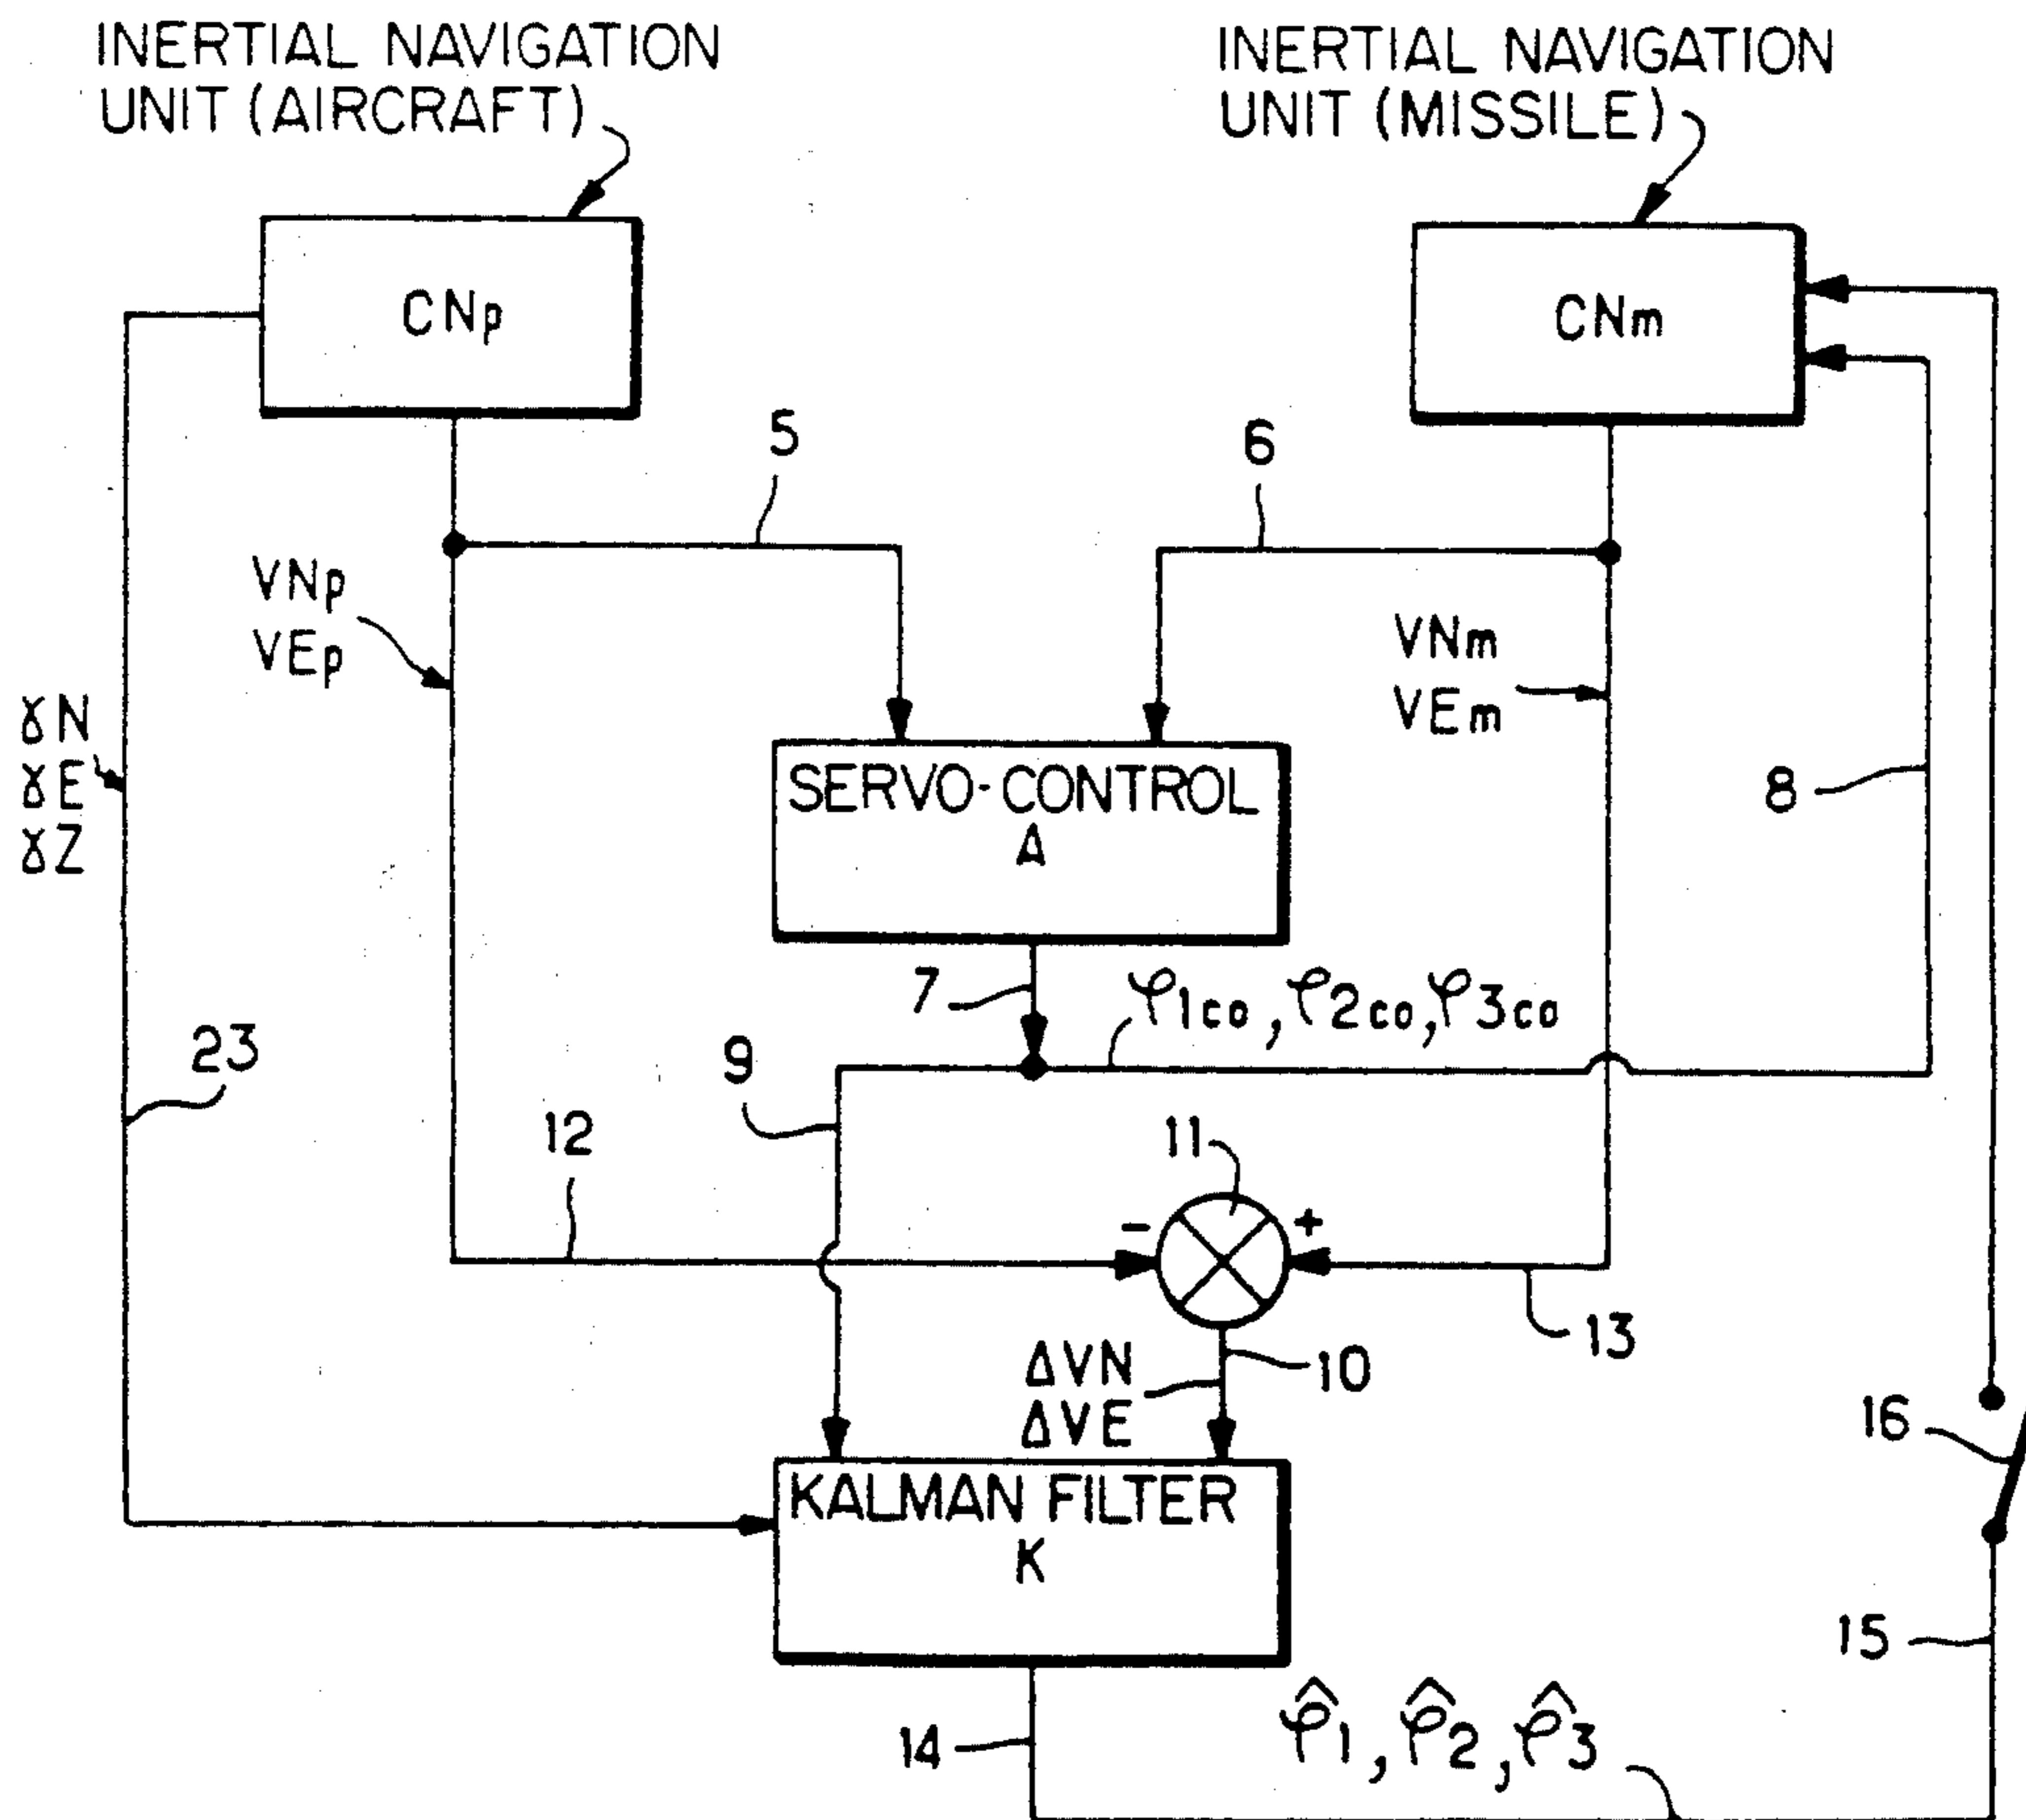 INERTIAL NAVIGATION
UNIT (AIRCRAFT)
INERTIAL NAVIGATION
UNIT (MISSILE)
CNp
CNm
5
6
VNp
VEp
VNm
VEm
γN
γE
γZ
SERVO-CONTROL
A
8
7
φ1co, φ2co, φ3co
23
9
12
11
-
+
13
ΔVN
ΔVE
10
16
KALMAN FILTER
K
15
14
φ̂1, φ̂2, φ̂3